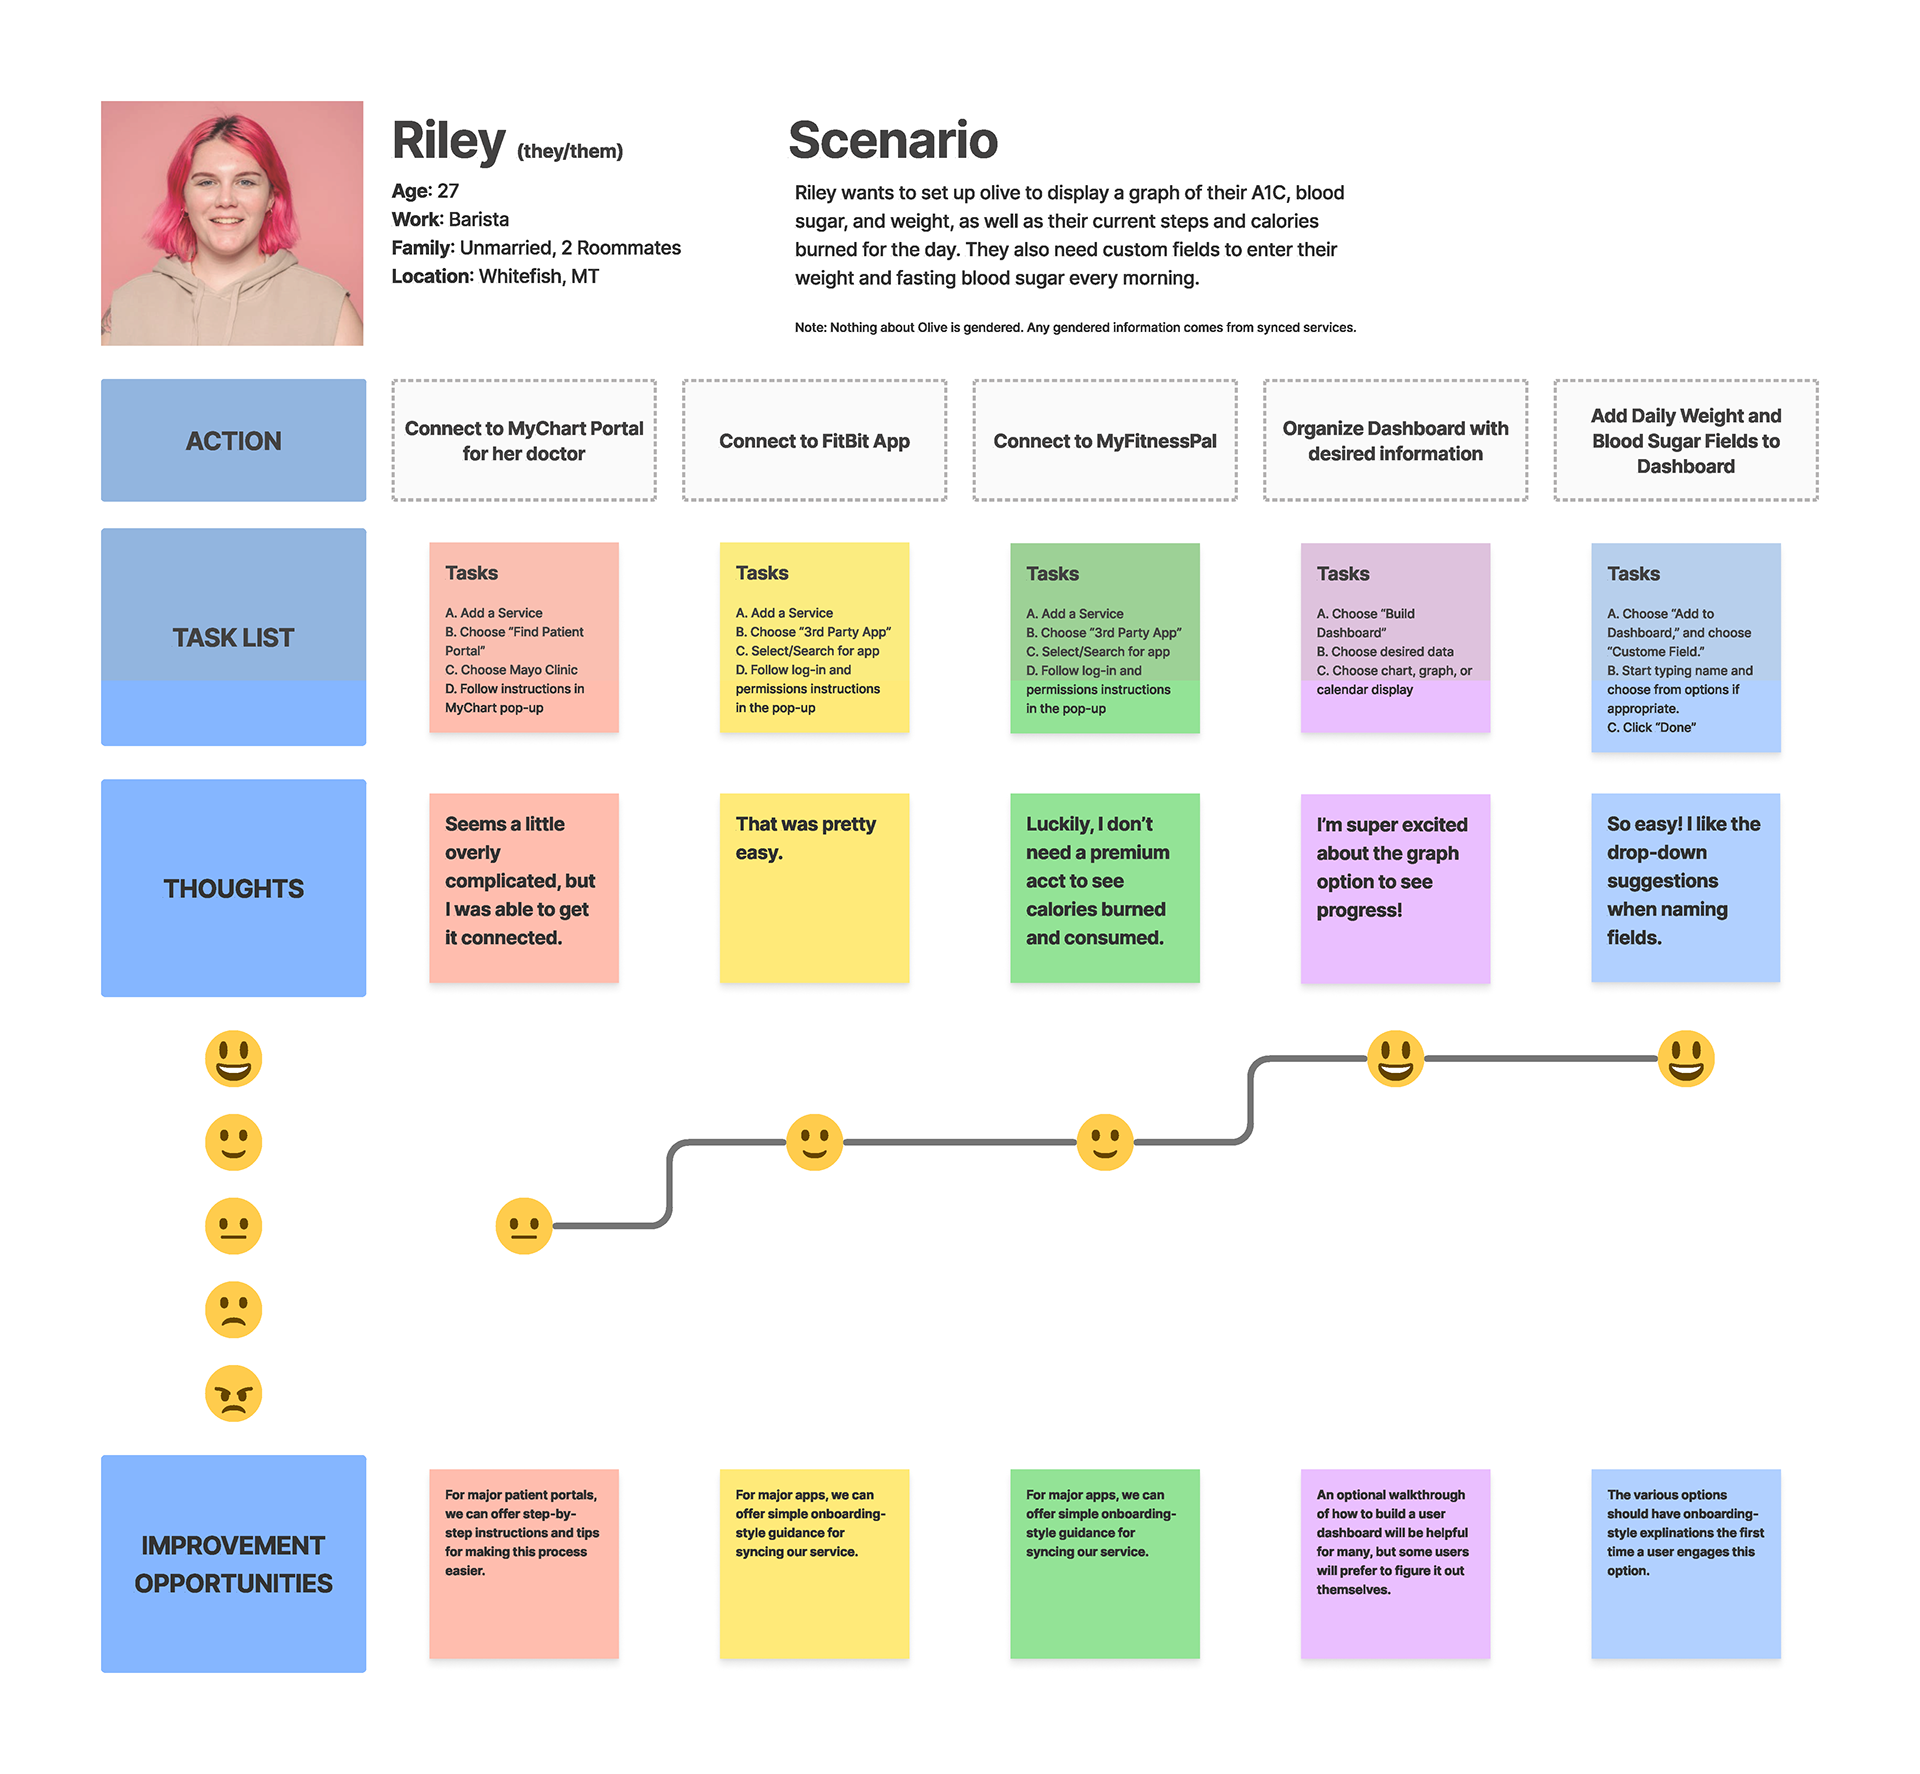 Riley (they/them)
Age: 27
Work: Barista
Family: Unmarried, 2 Roommates
Location: Whitefish, MT
Scenario
Riley wants to set up olive to display a graph of their A1C, blood
sugar, and weight, as well as their current steps and calories
burned for the day. They also need custom fields to enter their
weight and fasting blood sugar every morning.
Note: Nothing about Olive is gendered. Any gendered information comes from synced services.
ACTION
Connect to MyChart Portal
for her doctor
Connect to FitBit App
Connect to MyFitnessPal
Organize Dashboard with
desired information
Add Daily Weight and
Blood Sugar Fields to
Dashboard
TASK LIST
Tasks
A. Add a Service
B. Choose “Find Patient
Portal”
C. Choose Mayo Clinic
D. Follow instructions in
MyChart pop-up
Tasks
A. Add a Service
B. Choose “3rd Party App”
C. Select/Search for app
D. Follow log-in and
permissions instructions
in the pop-up
Tasks
A. Add a Service
B. Choose “3rd Party App”
C. Select/Search for app
D. Follow log-in and
permissions instructions
in the pop-up
Tasks
A. Choose “Build
Dashboard”
B. Choose desired data
C. Choose chart, graph, or
calendar display
Tasks
A. Choose “Add to
Dashboard,” and choose
“Custome Field.”
B. Start typing name and
choose from options if
appropriate.
C. Click “Done”
THOUGHTS
Seems a little
overly
complicated, but
I was able to get
it connected.
That was pretty
easy.
Luckily, I don’t
need a premium
acct to see
calories burned
and consumed.
I’m super excited
about the graph
option to see
progress!
So easy! I like the
drop-down
suggestions
when naming
fields.
IMPROVEMENT
OPPORTUNITIES
For major patient portals,
we can offer step-by-
step instructions and tips
for making this process
easier.
For major apps, we can
offer simple onboarding-
style guidance for
syncing our service.
For major apps, we can
offer simple onboarding-
style guidance for
syncing our service.
An optional walkthrough
of how to build a user
dashboard will be helpful
for many, but some users
will prefer to figure it out
themselves.
The various options
should have onboarding-
style explinations the first
time a user engages this
option.